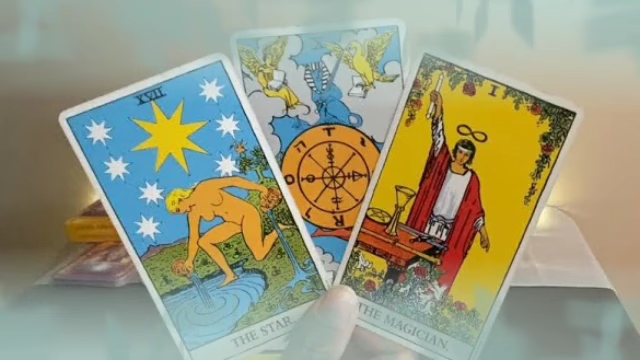 XVII
THE STAR.
I
THE MAGICIAN.